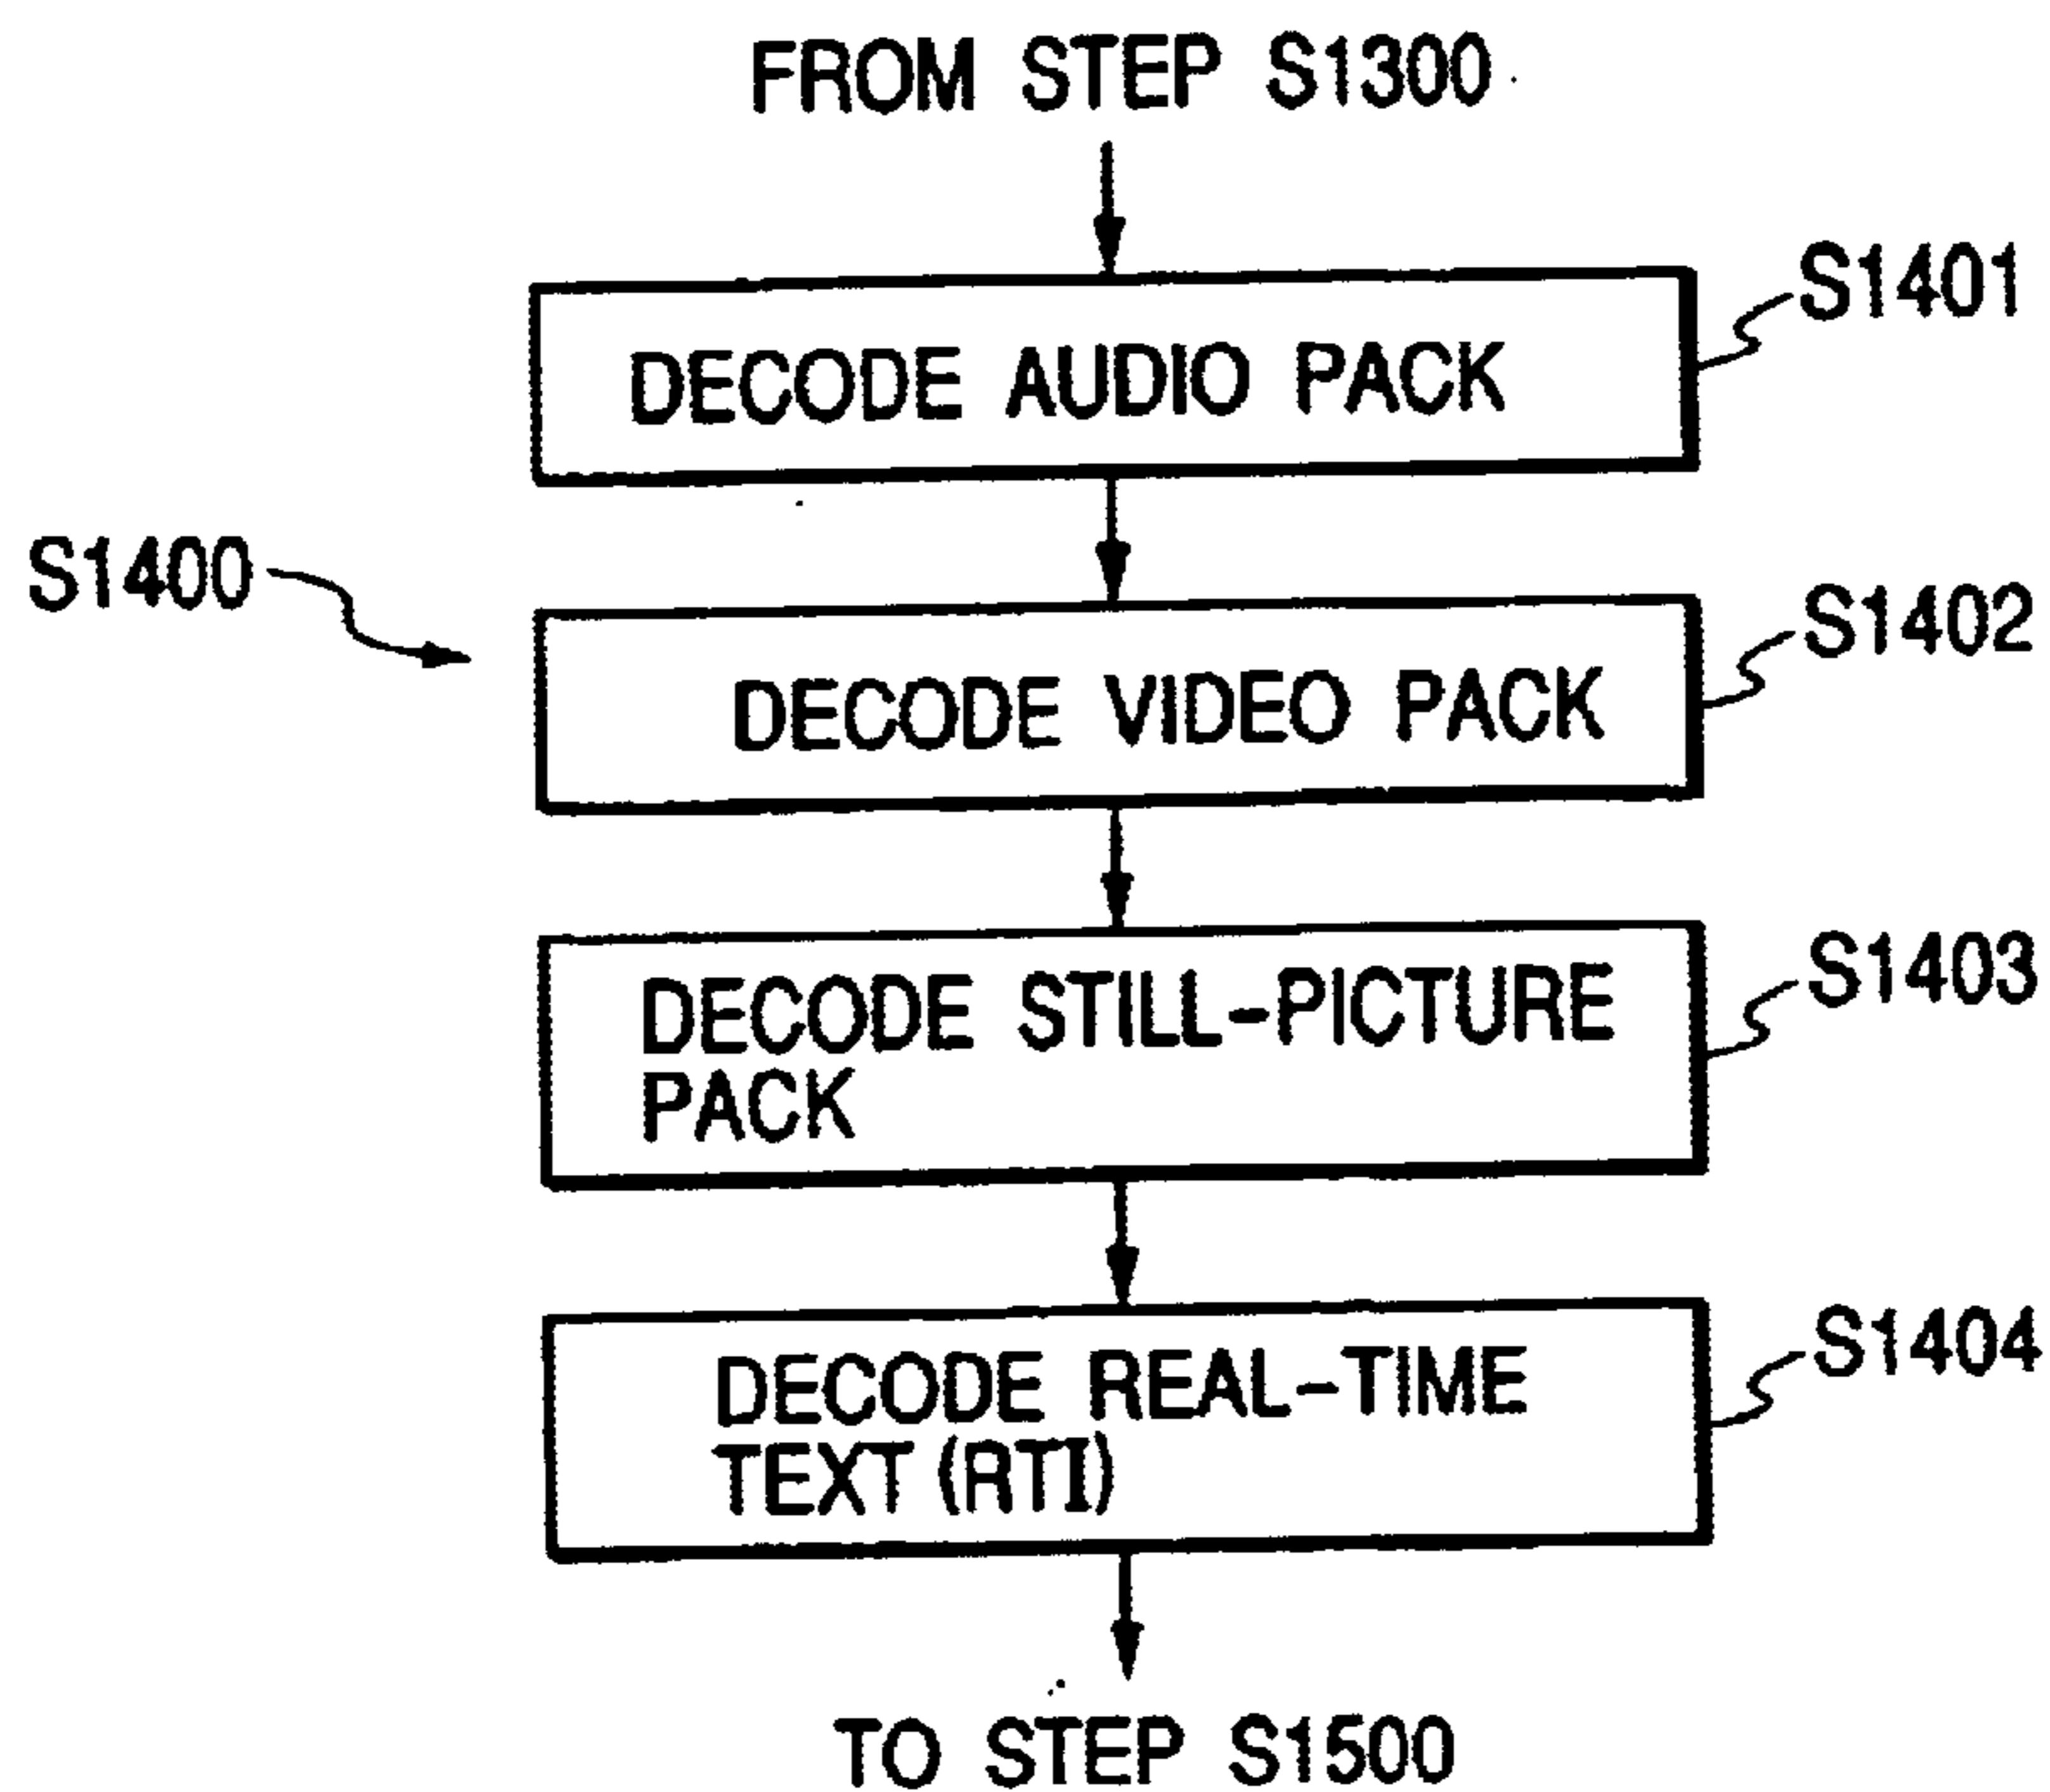 FROM STEP S1300
S1401
DECODE AUDIO PACK
S1400
S1402
DECODE VIDEO PACK
S1403
DECODE STILL-PICTURE
PACK
S1404
DECODE REAL-TIME
TEXT (RTI)
TO STEP S1500